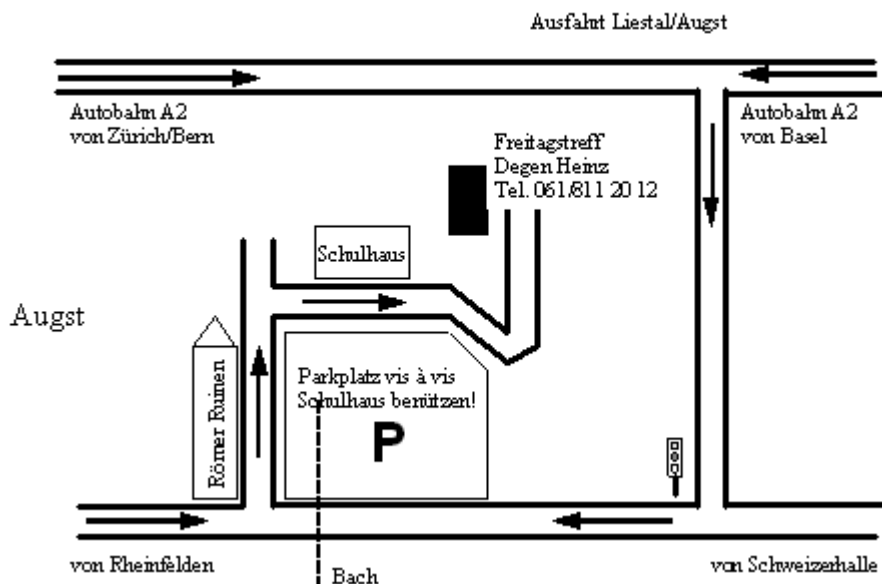 Ausfahrt Liestal/Augst
Autobahn A2
von Zürich/Bern
Autobahn A2
von Basel
Freitagstreff
Degen Heinz
Tel. 061/811 20 12
Schulhaus
Augst
Römer Ruinen
Parkplatz vis à vis
Schulhaus benützen!
P
von Rheinfelden
Bach
von Schweizerhalle